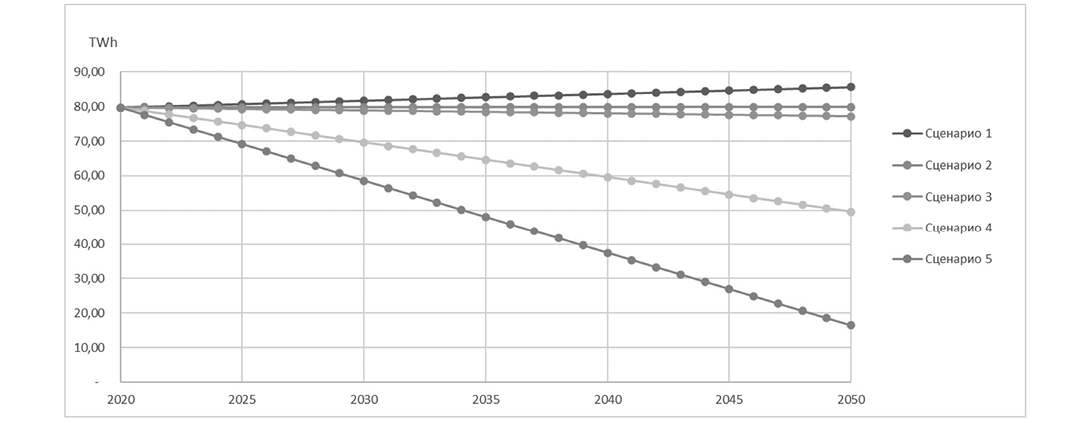 TWh
90,00
80,00
70,00
60,00
50,00
40,00
30,00
20,00
10,00
-
2020 2025 2030 2035 2040 2045 2050
Сценарио 1
Сценарио 2
Сценарио 3
Сценарио 4
Сценарио 5